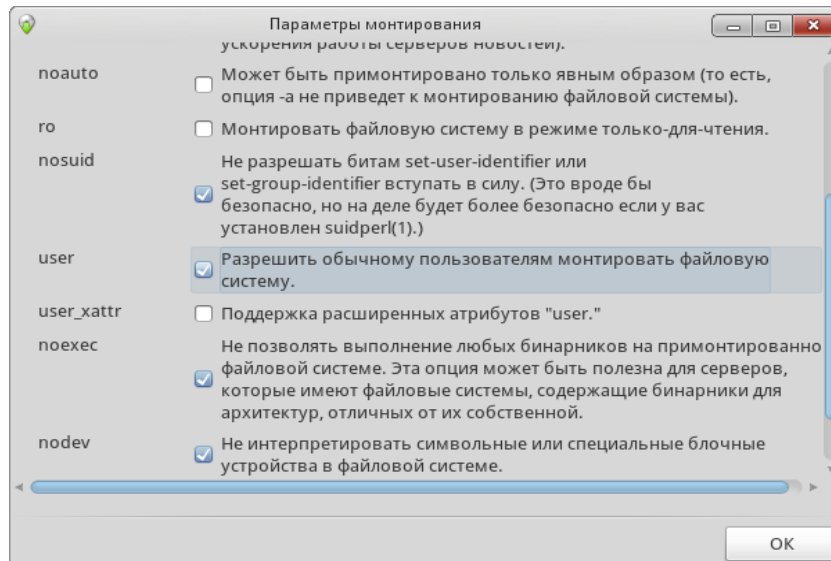 Параметры монтирования
ускорения работы серверов новостей).
noauto
Может быть примонтировано только явным образом (то есть,
опция -a не приведет к монтированию файловой системы).
ro
Монтировать файловую систему в режиме только-для-чтения.
nosuid
Не разрешать битам set-user-identifier или
set-group-identifier вступать в силу. (Это вроде бы
безопасно, но на деле будет более безопасно если у вас
установлен suidperl(1).)
user
Разрешить обычному пользователям монтировать файловую
систему.
user_xattr
Поддержка расширенных атрибутов "user."
noexec
Не позволять выполнение любых бинарников на примонтированно
файловой системе. Эта опция может быть полезна для серверов,
которые имеют файловые системы, содержащие бинарники для
архитектур, отличных от их собственной.
nodev
Не интерпретировать символьные или специальные блочные
устройства в файловой системе.
OK